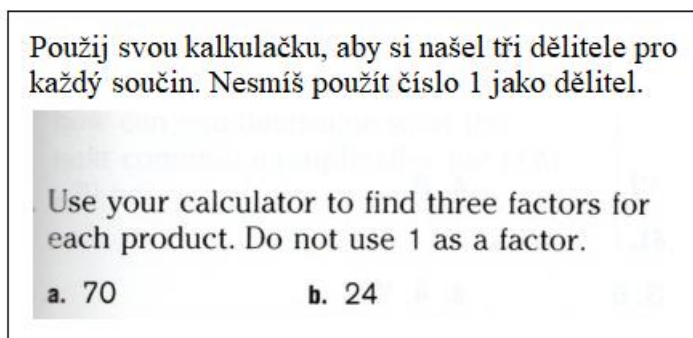 Použij svou kalkulačku, aby si našel tři dělitele pro
každý součin. Nesmíš použít číslo 1 jako dělitel.
Use your calculator to find three factors for
each product. Do not use 1 as a factor.
a. 70 b. 24